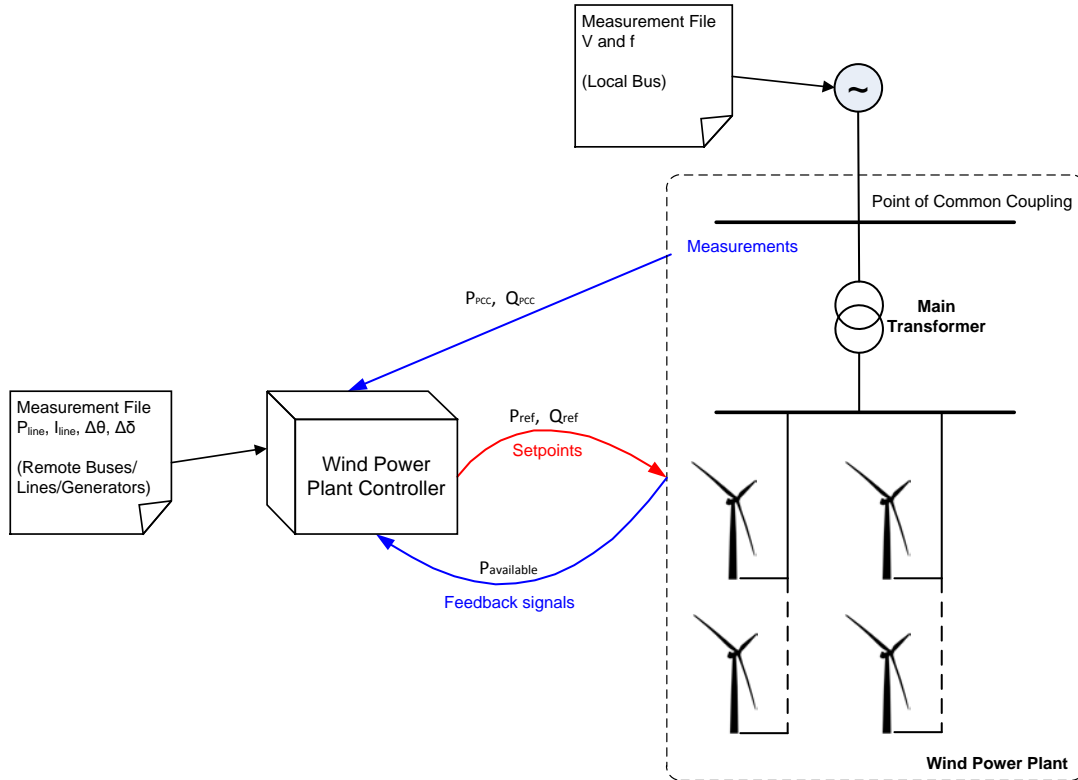 Measurement File
V and f
(Local Bus)
~
Point of Common Coupling
Measurements
PPCC, QPCC
Main
Transformer
Measurement File
Pline, Iline, Δθ, Δδ
(Remote Buses/
Lines/Generators)
Wind Power
Plant Controller
Pref, Qref
Setpoints
Pavailable
Feedback signals
Wind Power Plant